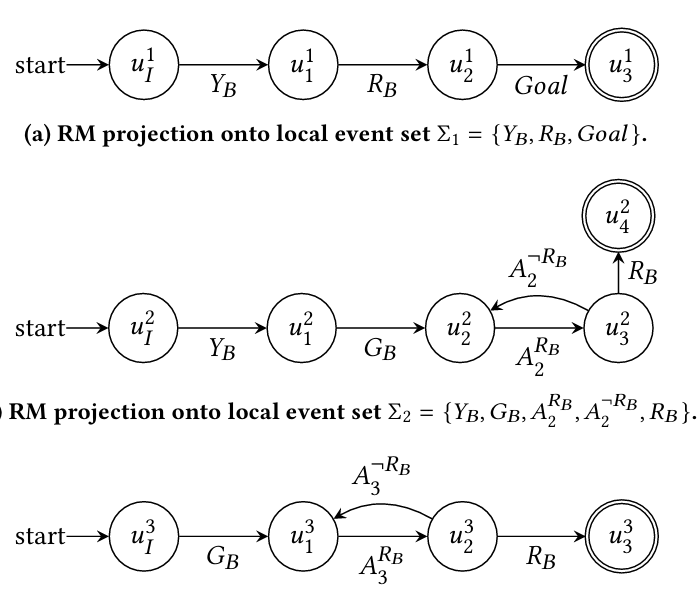 start u_I^1 Y_B u_1^1 R_B u_2^1 Goal u_3^1
(a) RM projection onto local event set Σ_1 = {Y_B, R_B, Goal}.
u_4^2
A_2^{¬R_B} R_B
start u_I^2 Y_B u_1^2 G_B u_2^2 A_2^{R_B} u_3^2
) RM projection onto local event set Σ_2 = {Y_B, G_B, A_2^{R_B}, A_2^{¬R_B}, R_B}.
A_3^{¬R_B}
start u_I^3 G_B u_1^3 A_3^{R_B} u_2^3 R_B u_3^3